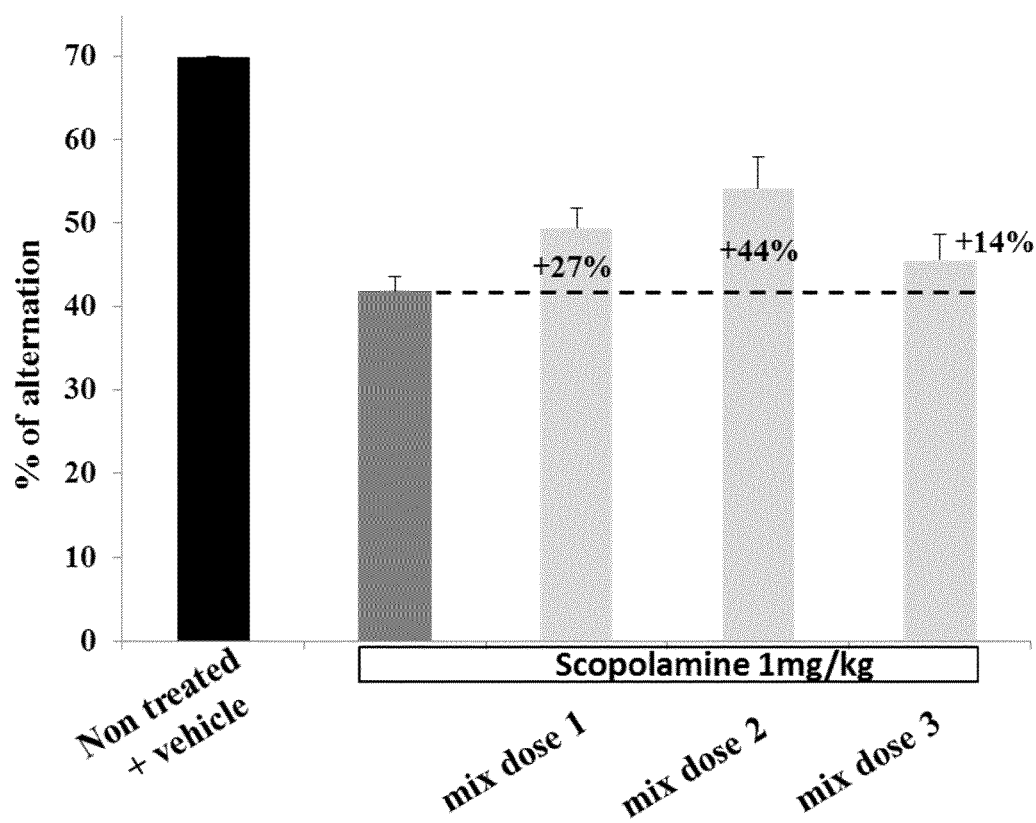 % of alternation
70
60
50
40
30
20
10
0
+27%
+44%
+14%
Non treated
+ vehicle
Scopolamine 1mg/kg
mix dose 1
mix dose 2
mix dose 3